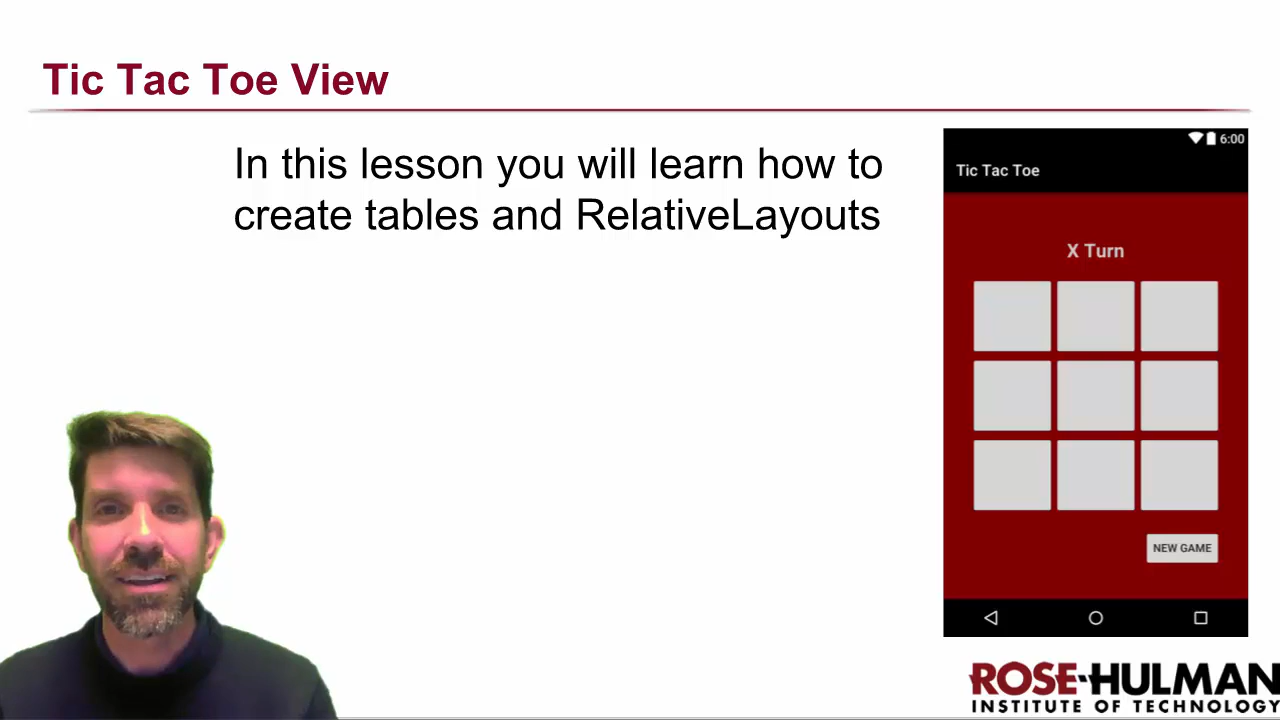 Tic Tac Toe View
In this lesson you will learn how to
create tables and RelativeLayouts
6:00
Tic Tac Toe
X Turn
NEW GAME
ROSE-HULMAN
INSTITUTE OF TECHNOLOGY